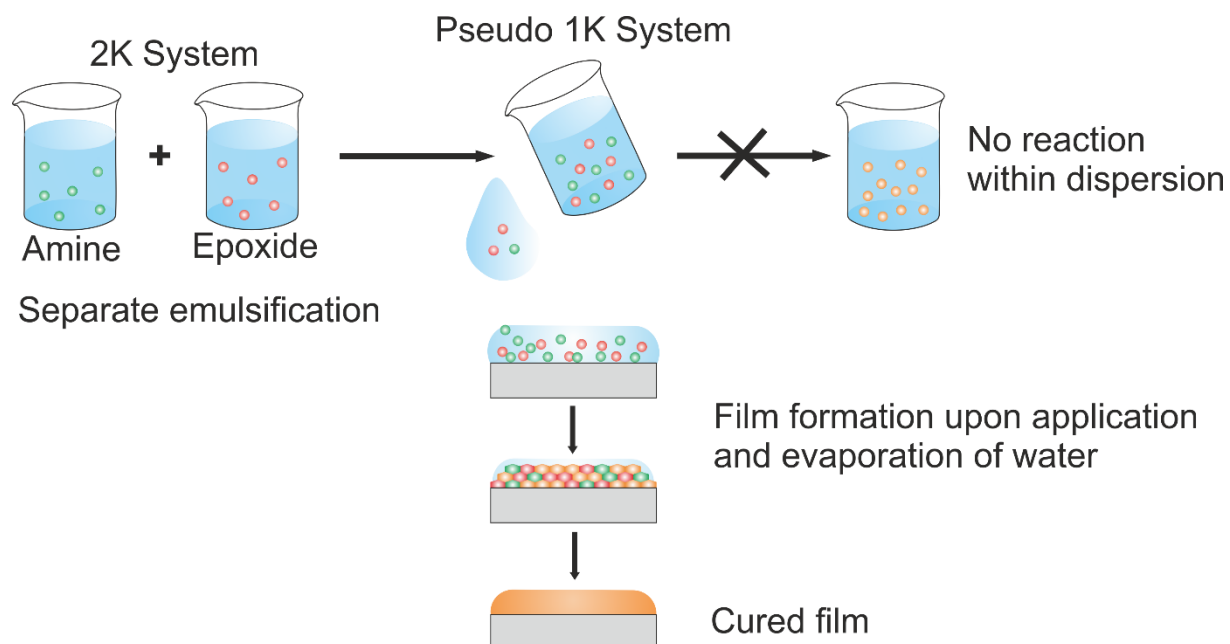 Pseudo 1K System
2K System
+
No reaction
within dispersion
Amine
Epoxide
Separate emulsification
Film formation upon application
and evaporation of water
Cured film